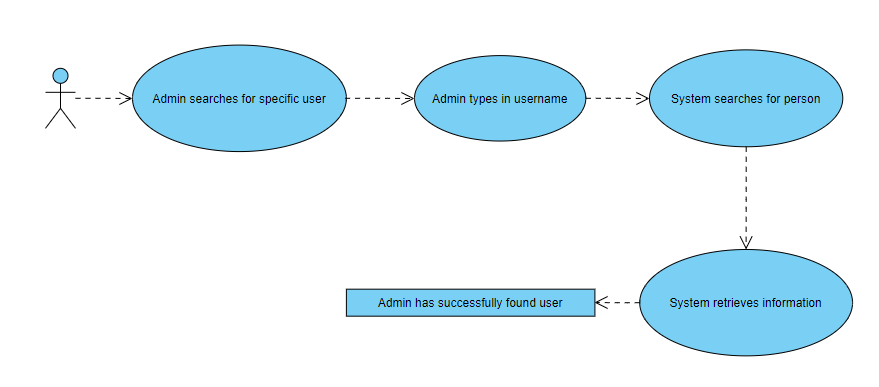 Admin searches for specific user
Admin types in username
System searches for person
System retrieves information
Admin has successfully found user